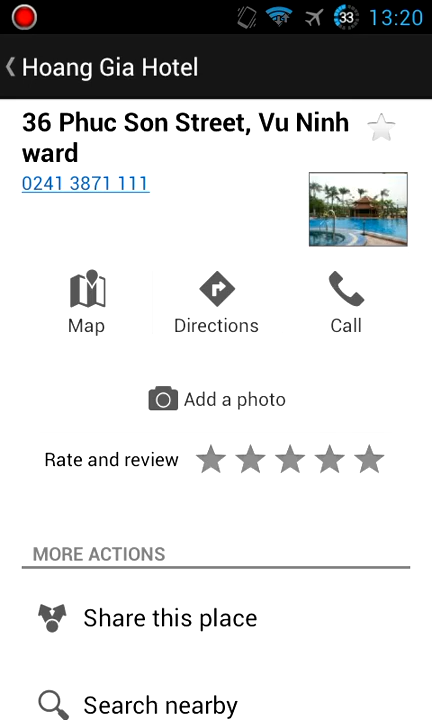 33 13:20
Hoang Gia Hotel
36 Phuc Son Street, Vu Ninh
ward
0241 3871 111
Map Directions Call
Add a photo
Rate and review
MORE ACTIONS
Share this place
Search nearby